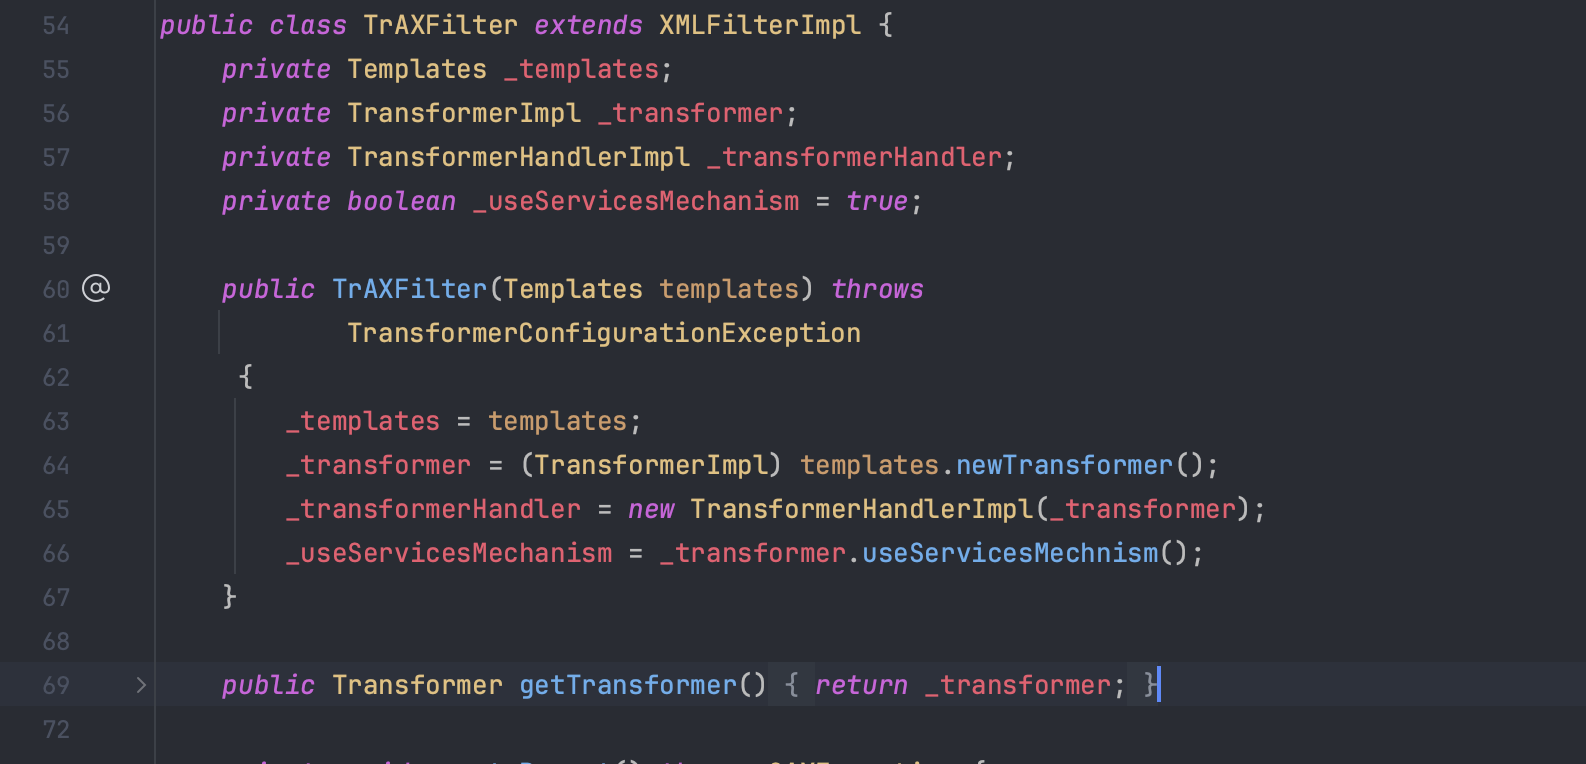 54 public class TrAXFilter extends XMLFilterImpl {
55 private Templates _templates;
56 private TransformerImpl _transformer;
57 private TransformerHandlerImpl _transformerHandler;
58 private boolean _useServicesMechanism = true;
59
60 @ public TrAXFilter(Templates templates) throws
61 TransformerConfigurationException
62 {
63 _templates = templates;
64 _transformer = (TransformerImpl) templates.newTransformer();
65 _transformerHandler = new TransformerHandlerImpl(_transformer);
66 _useServicesMechanism = _transformer.useServicesMechnism();
67 }
68
69 public Transformer getTransformer() { return _transformer; }
72